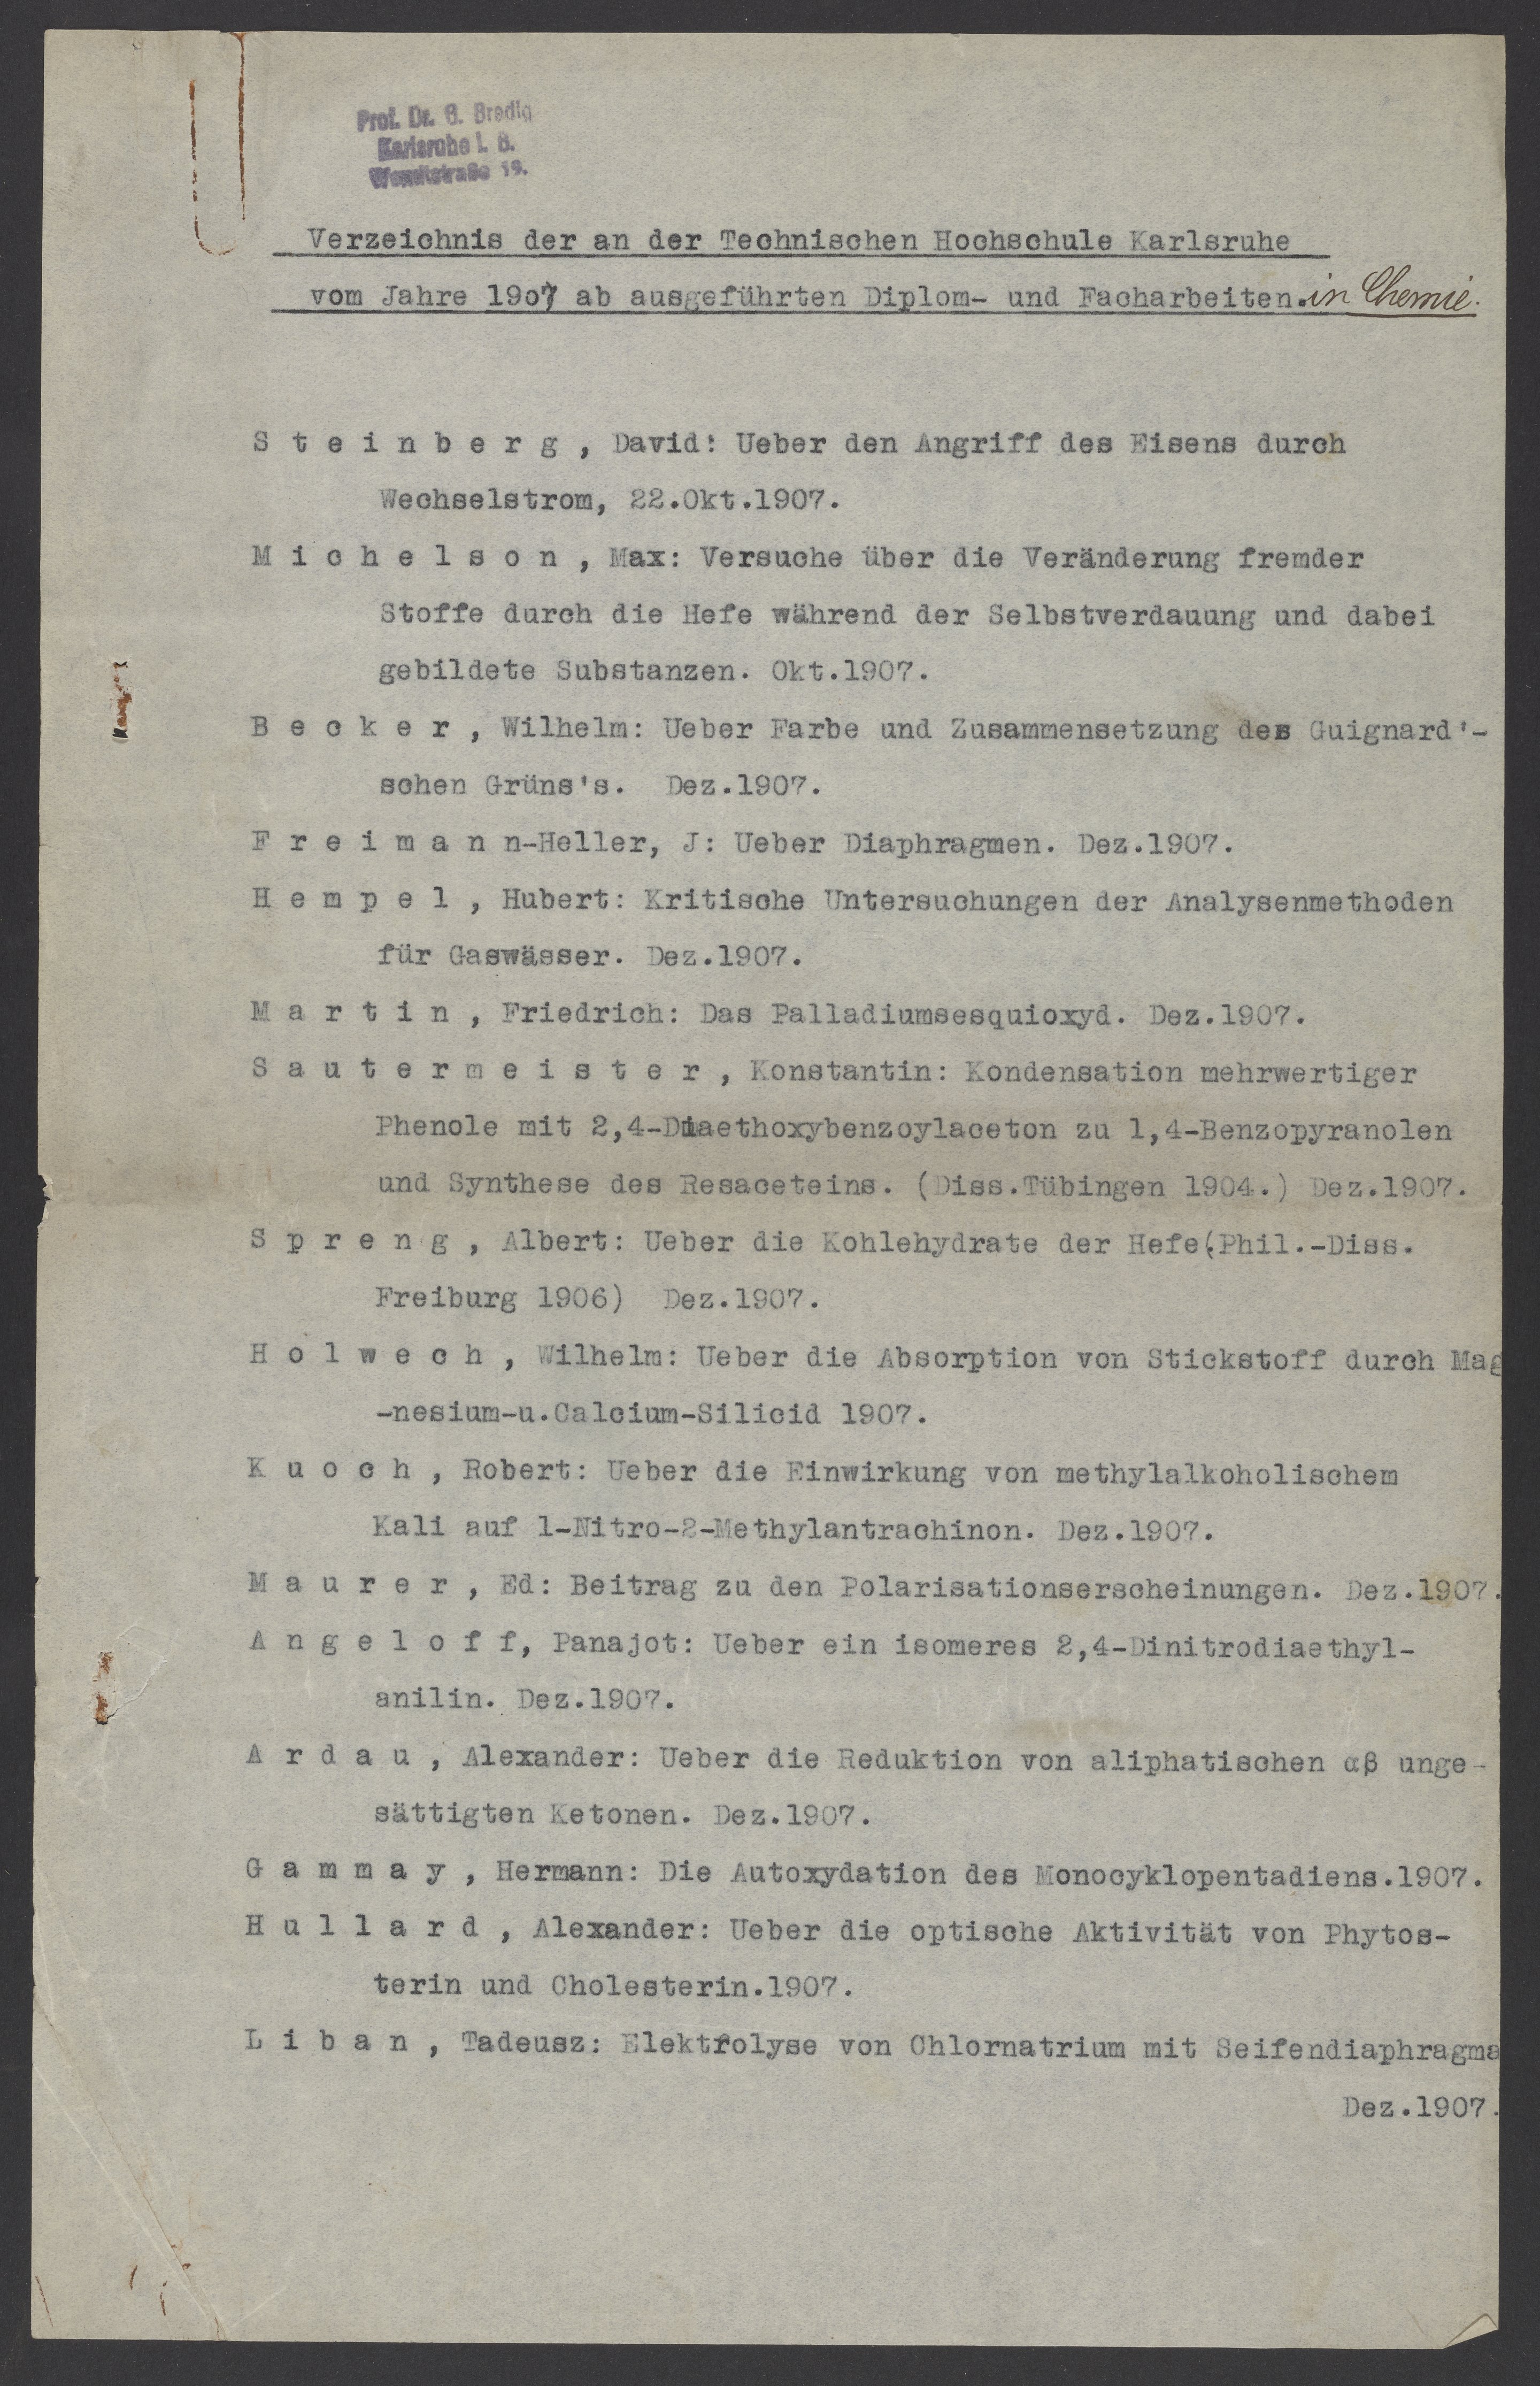 Prof. Dr. G. Bredig
Karlsruhe i. B.
19.
Verzeichnis der an der Technischen Hochschule Karlsruhe
vom Jahre 1907 ab ausgeführten Diplom- und Facharbeiten. in Chemie.
S t e i n b e r g , David: Ueber den Angriff des Eisens durch
Wechselstrom, 22.Okt.1907.
M i c h e l s o n , Max: Versuche über die Veränderung fremder
Stoffe durch die Hefe während der Selbstverdauung und dabei
gebildete Substanzen. Okt.1907.
B e c k e r , Wilhelm: Ueber Farbe und Zusammensetzung des Guignard'-
schen Grüns's. Dez.1907.
F r e i m a n n-Heller, J: Ueber Diaphragmen. Dez.1907.
H e m p e l , Hubert: Kritische Untersuchungen der Analysenmethoden
für Gaswässer. Dez.1907.
M a r t i n , Friedrich: Das Palladiumsesquioxyd. Dez.1907.
S a u t e r m e i s t e r , Konstantin: Kondensation mehrwertiger
Phenole mit 2,4-Diaethoxybenzoylaceton zu 1,4-Benzopyranolen
und Synthese des Resaceteins. (Diss.Tübingen 1904.) Dez.1907.
S p r e n g , Albert: Ueber die Kohlehydrate der Hefe.(Phil.-Diss.
Freiburg 1906) Dez.1907.
H o l w e c h , Wilhelm: Ueber die Absorption von Stickstoff durch Mag
-nesium-u.Calcium-Silicid 1907.
K u o c h , Robert: Ueber die Einwirkung von methylalkoholischem
Kali auf 1-Nitro-2-Methylantrachinon. Dez.1907.
M a u r e r , Ed: Beitrag zu den Polarisationserscheinungen. Dez.1907.
A n g e l o f f, Panajot: Ueber ein isomeres 2,4-Dinitrodiaethyl-
anilin. Dez.1907.
A r d a u , Alexander: Ueber die Reduktion von aliphatischen αβ unge-
sättigten Ketonen. Dez.1907.
G a m m a y , Hermann: Die Autoxydation des Monocyklopentadiens.1907.
H u l l a r d , Alexander: Ueber die optische Aktivität von Phytos-
terin und Cholesterin.1907.
L i b a n , Tadeusz: Elektrolyse von Chlornatrium mit Seifendiaphragma
Dez.1907.